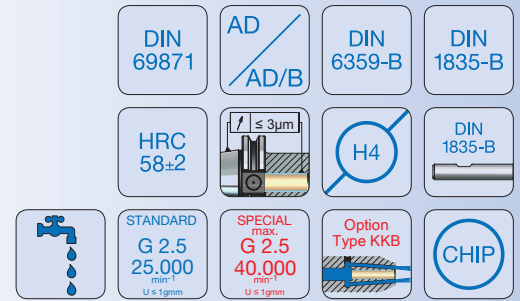 DIN
69871
AD
AD/B
DIN
6359-B
DIN
1835-B
HRC
58±2
≤ 3µm
H4
DIN
1835-B
STANDARD
G 2.5
25.000
min-1
U ≤ 1gmm
SPECIAL
max.
G 2.5
40.000
min-1
U ≤ 1gmm
Option
Type KKB
CHIP